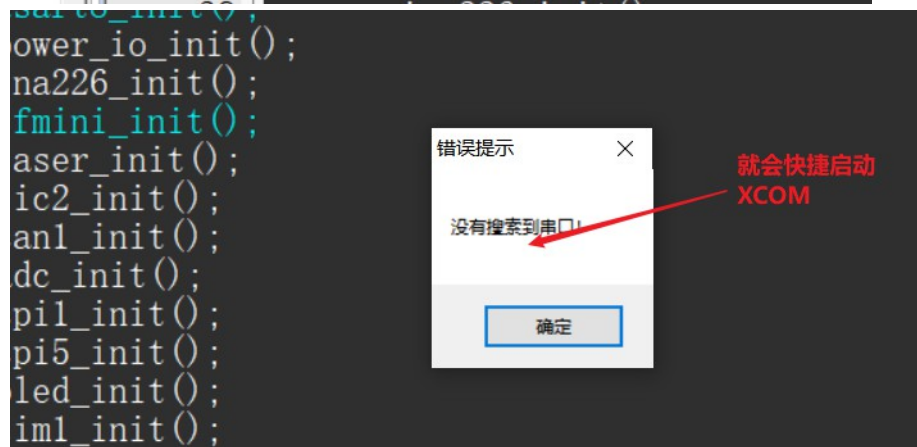 ower_io_init();
na226_init();
fmini_init();
aser_init();
ic2_init();
an1_init();
dc_init();
pi1_init();
pi5_init();
led_init();
im1_init();
错误提示
没有搜索到串口!
确定
就会快捷启动
XCOM